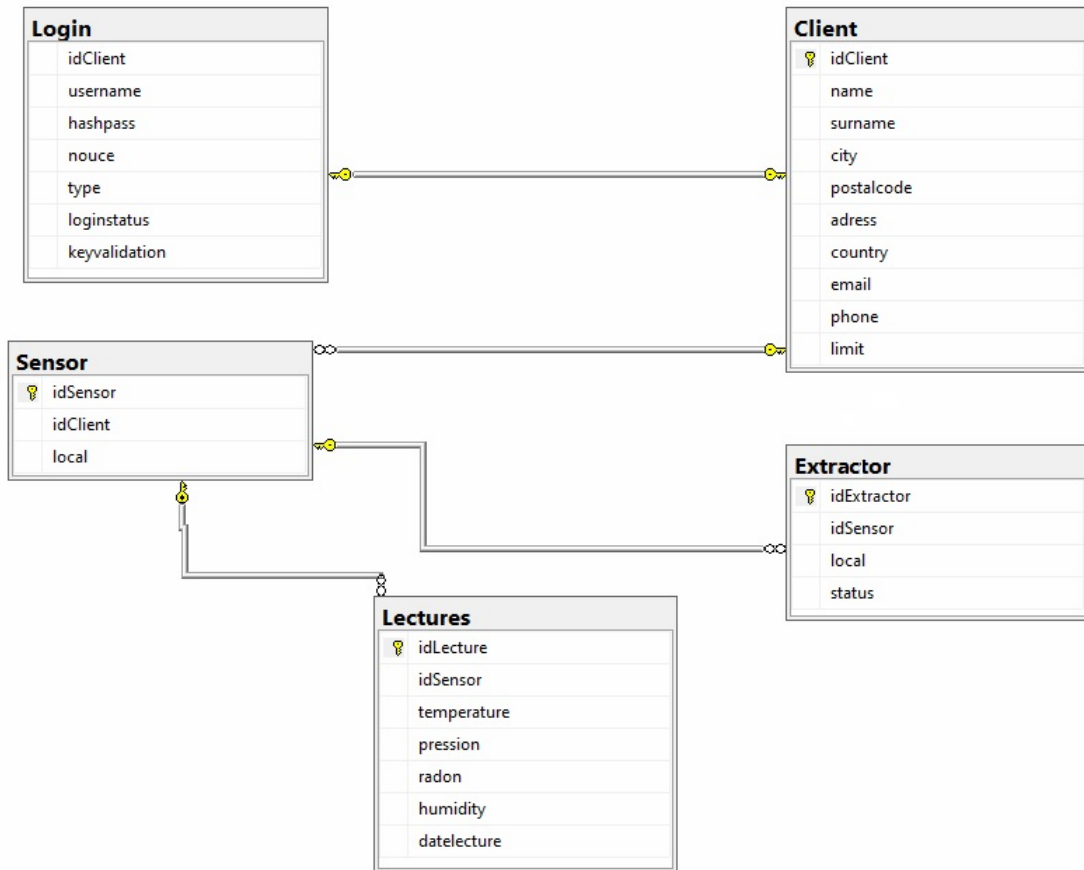 Login
idClient
username
hashpass
nouce
type
loginstatus
keyvalidation
Client
idClient
name
surname
city
postalcode
adress
country
email
phone
limit
Sensor
idSensor
idClient
local
Extractor
idExtractor
idSensor
local
status
Lectures
idLecture
idSensor
temperature
pression
radon
humidity
datelecture